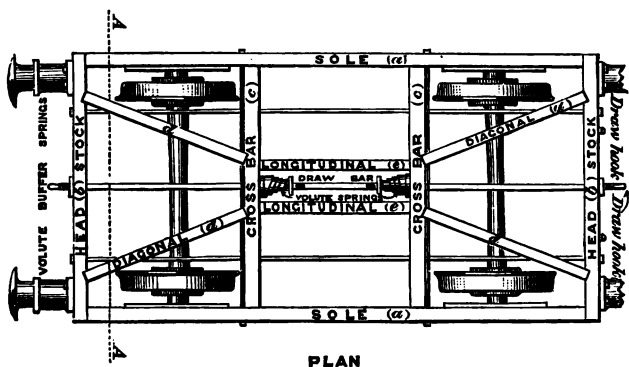 A
SOLE (a)
VOLUTE BUFFER SPRINGS
HEAD (b) STOCK
d
DIAGONAL (d)
CROSS BAR (c)
LONGITUDINAL (e)
DRAW BAR
VOLUTE SPRINGS
LONGITUDINAL (e)
CROSS BAR (c)
DIAGONAL (d)
d
HEAD (b) STOCK
Draw hook
Draw hook
SOLE (a)
A
PLAN